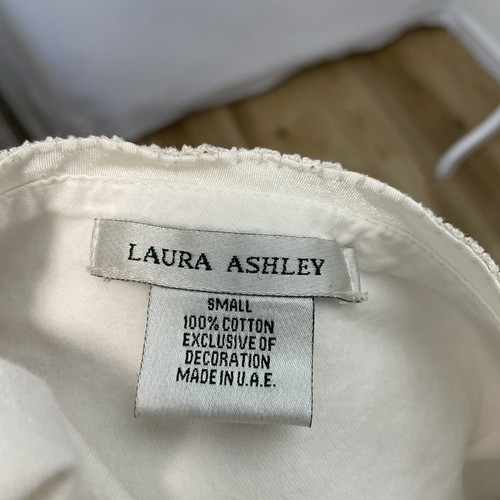 LAURA ASHLEY
SMALL
100% COTTON
EXCLUSIVE OF
DECORATION
MADE IN U.A.E.